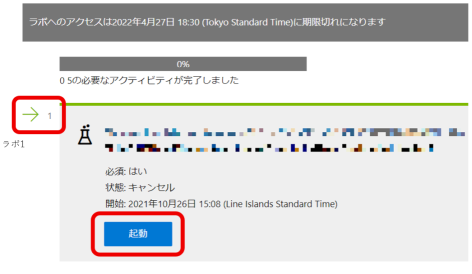 ラボへのアクセスは2022年4月27日 18:30 (Tokyo Standard Time)に期限切れになります
0%
0 5の必要なアクティビティが完了しました
1
ラボ1
必須: はい
状態: キャンセル
開始: 2021年10月26日 15:08 (Line Islands Standard Time)
起動